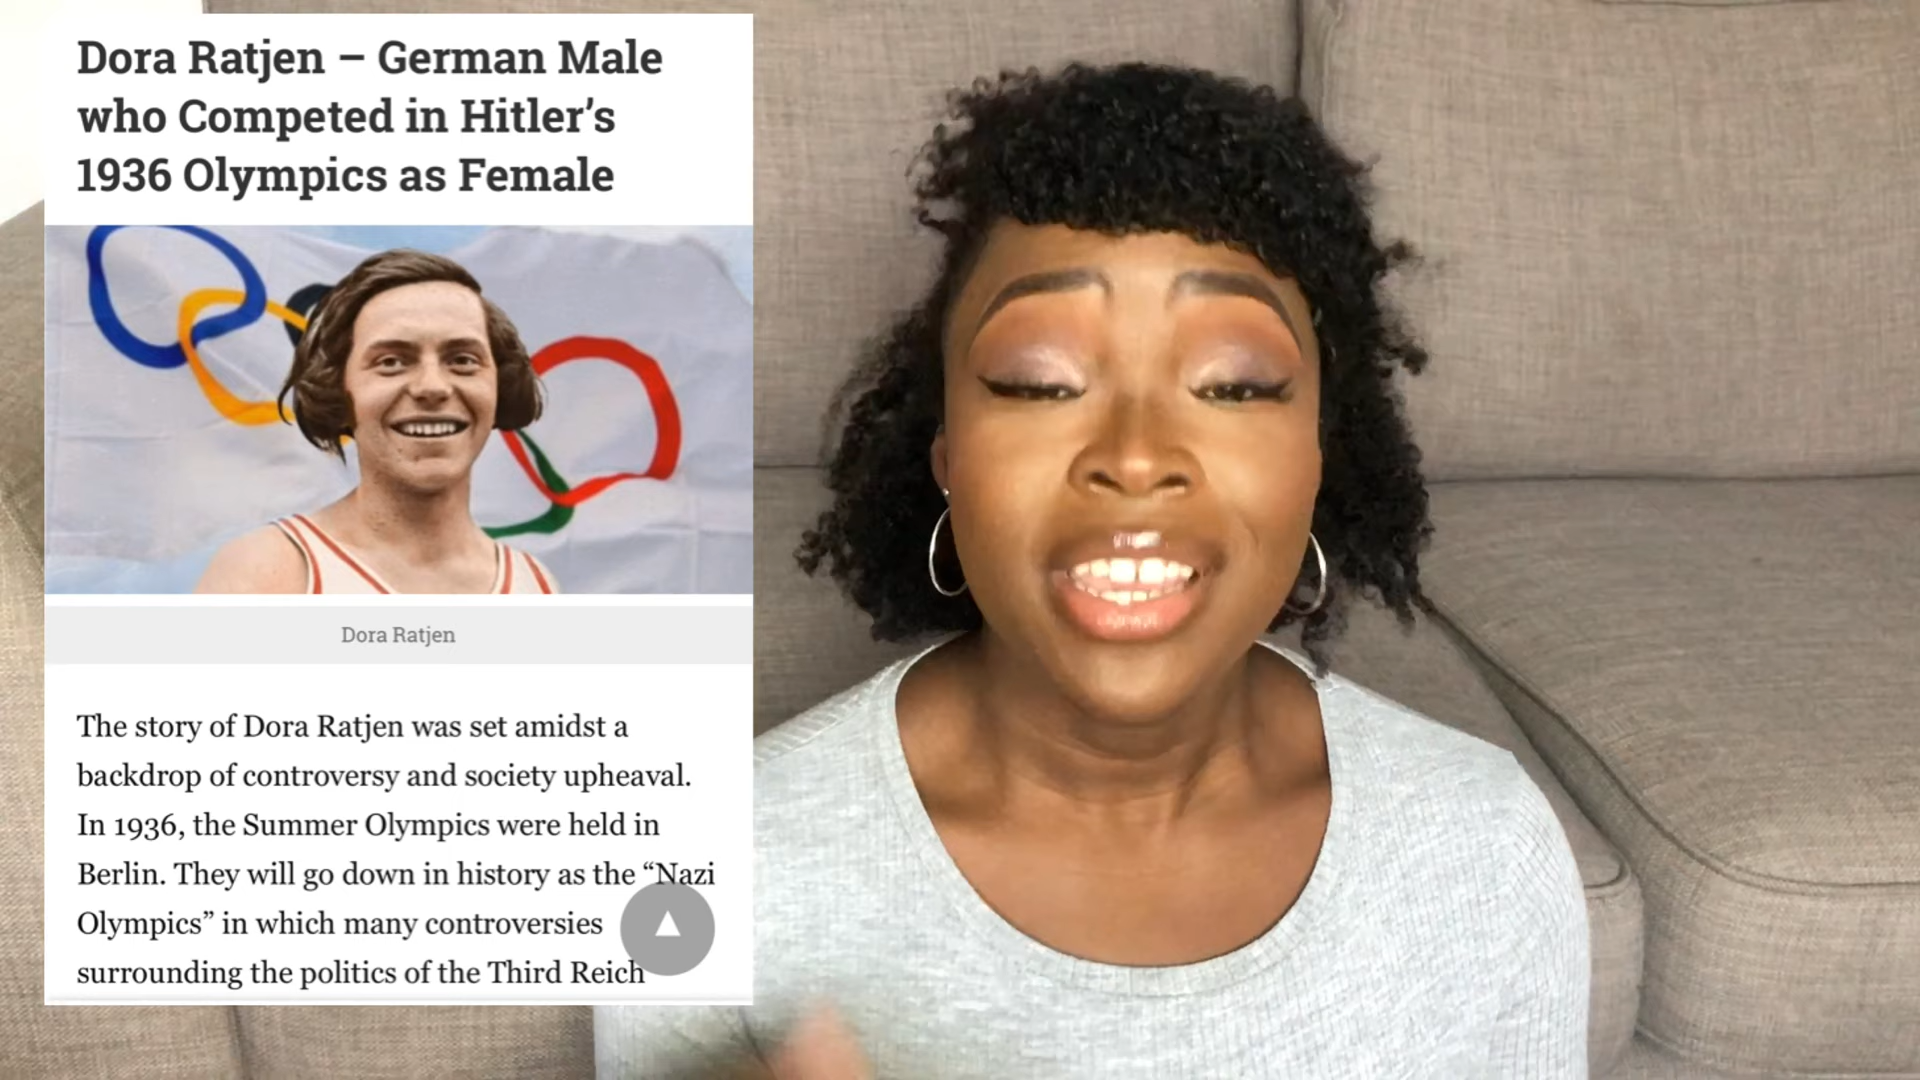 Dora Ratjen – German Male
who Competed in Hitler’s
1936 Olympics as Female
Dora Ratjen
The story of Dora Ratjen was set amidst a
backdrop of controversy and society upheaval.
In 1936, the Summer Olympics were held in
Berlin. They will go down in history as the “Nazi
Olympics” in which many controversies
surrounding the politics of the Third Reich